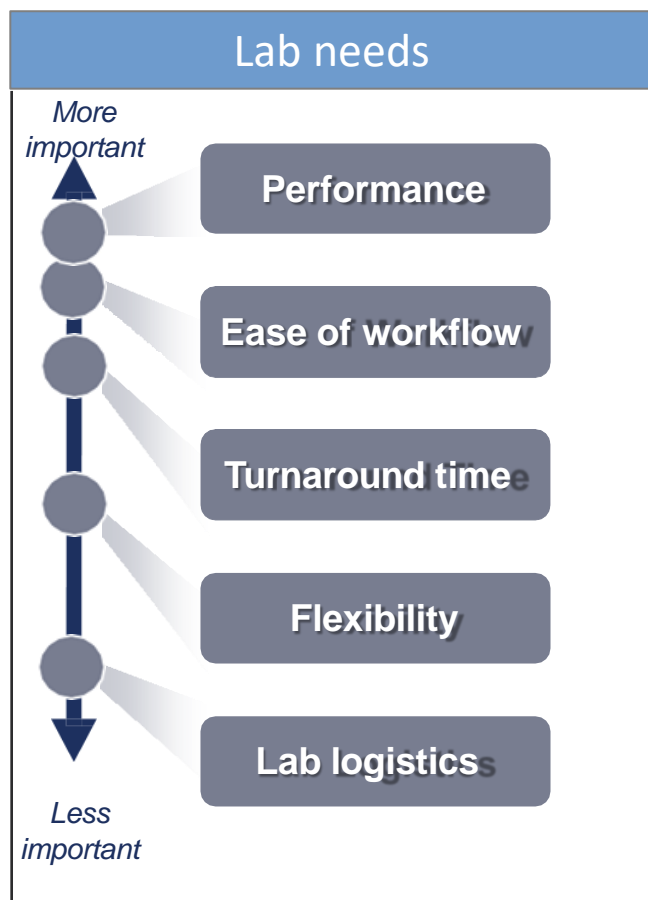 Lab needs
More
important
Performance
Ease of workflow
Turnaround time
Flexibility
Lab logistics
Less
important